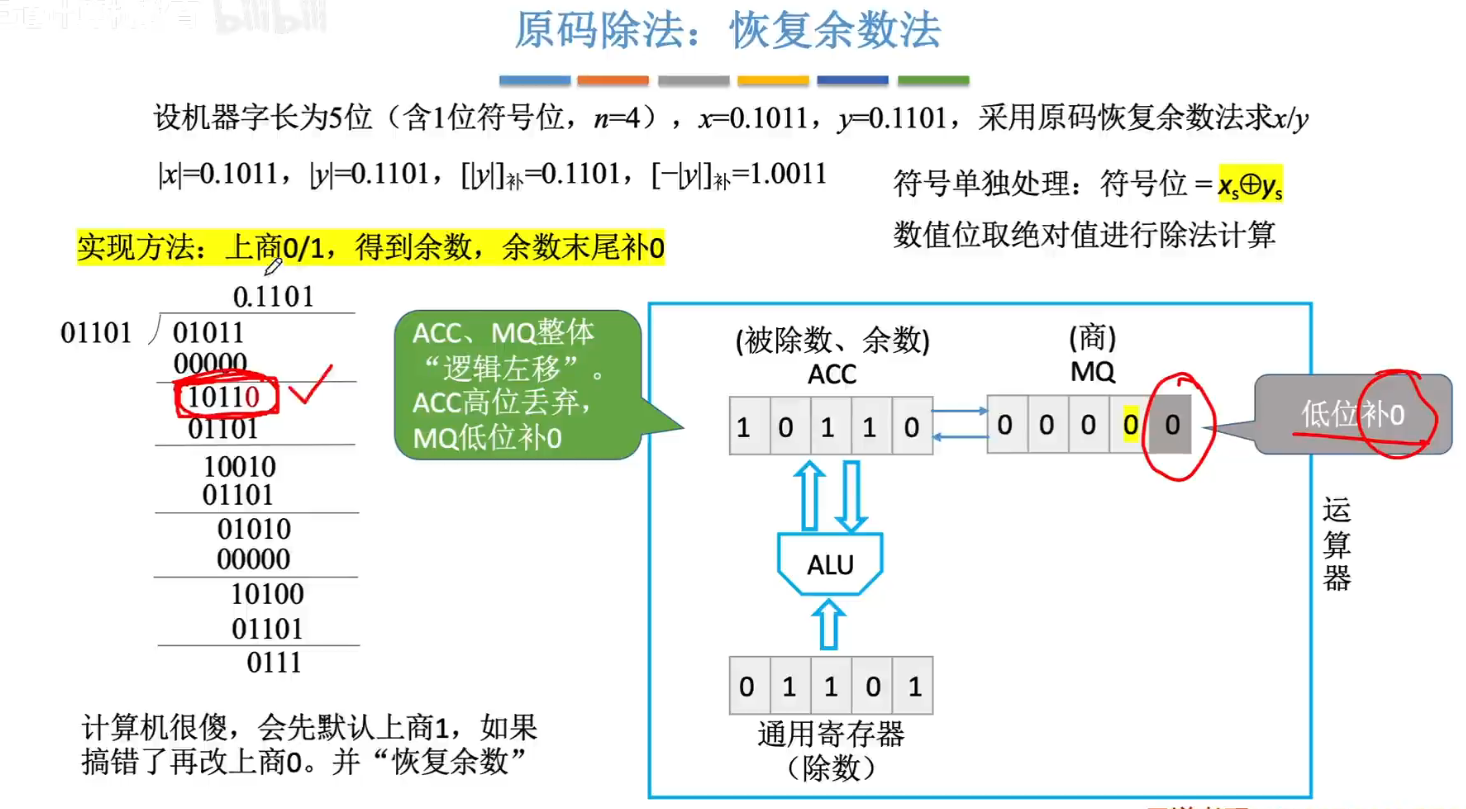 bilibili
原码除法：恢复余数法
设机器字长为5位（含1位符号位，n=4），x=0.1011，y=0.1101，采用原码恢复余数法求x/y
|x|=0.1011，|y|=0.1101，[|y|]补=0.1101，[−|y|]补=1.0011
符号单独处理：符号位 = xs⊕ys
数值位取绝对值进行除法计算
实现方法：上商0/1，得到余数，余数末尾补0
0.1101
01101 01011
00000
10110
01101
10010
01101
01010
00000
10100
01101
0111
ACC、MQ整体
“逻辑左移”。
ACC高位丢弃，
MQ低位补0
(被除数、余数)
ACC
(商)
MQ
1 0 1 1 0
0 0 0 0 0
低位补0
ALU
运算器
0 1 1 0 1
通用寄存器
（除数）
计算机很傻，会先默认上商1，如果
搞错了再改上商0。并“恢复余数”